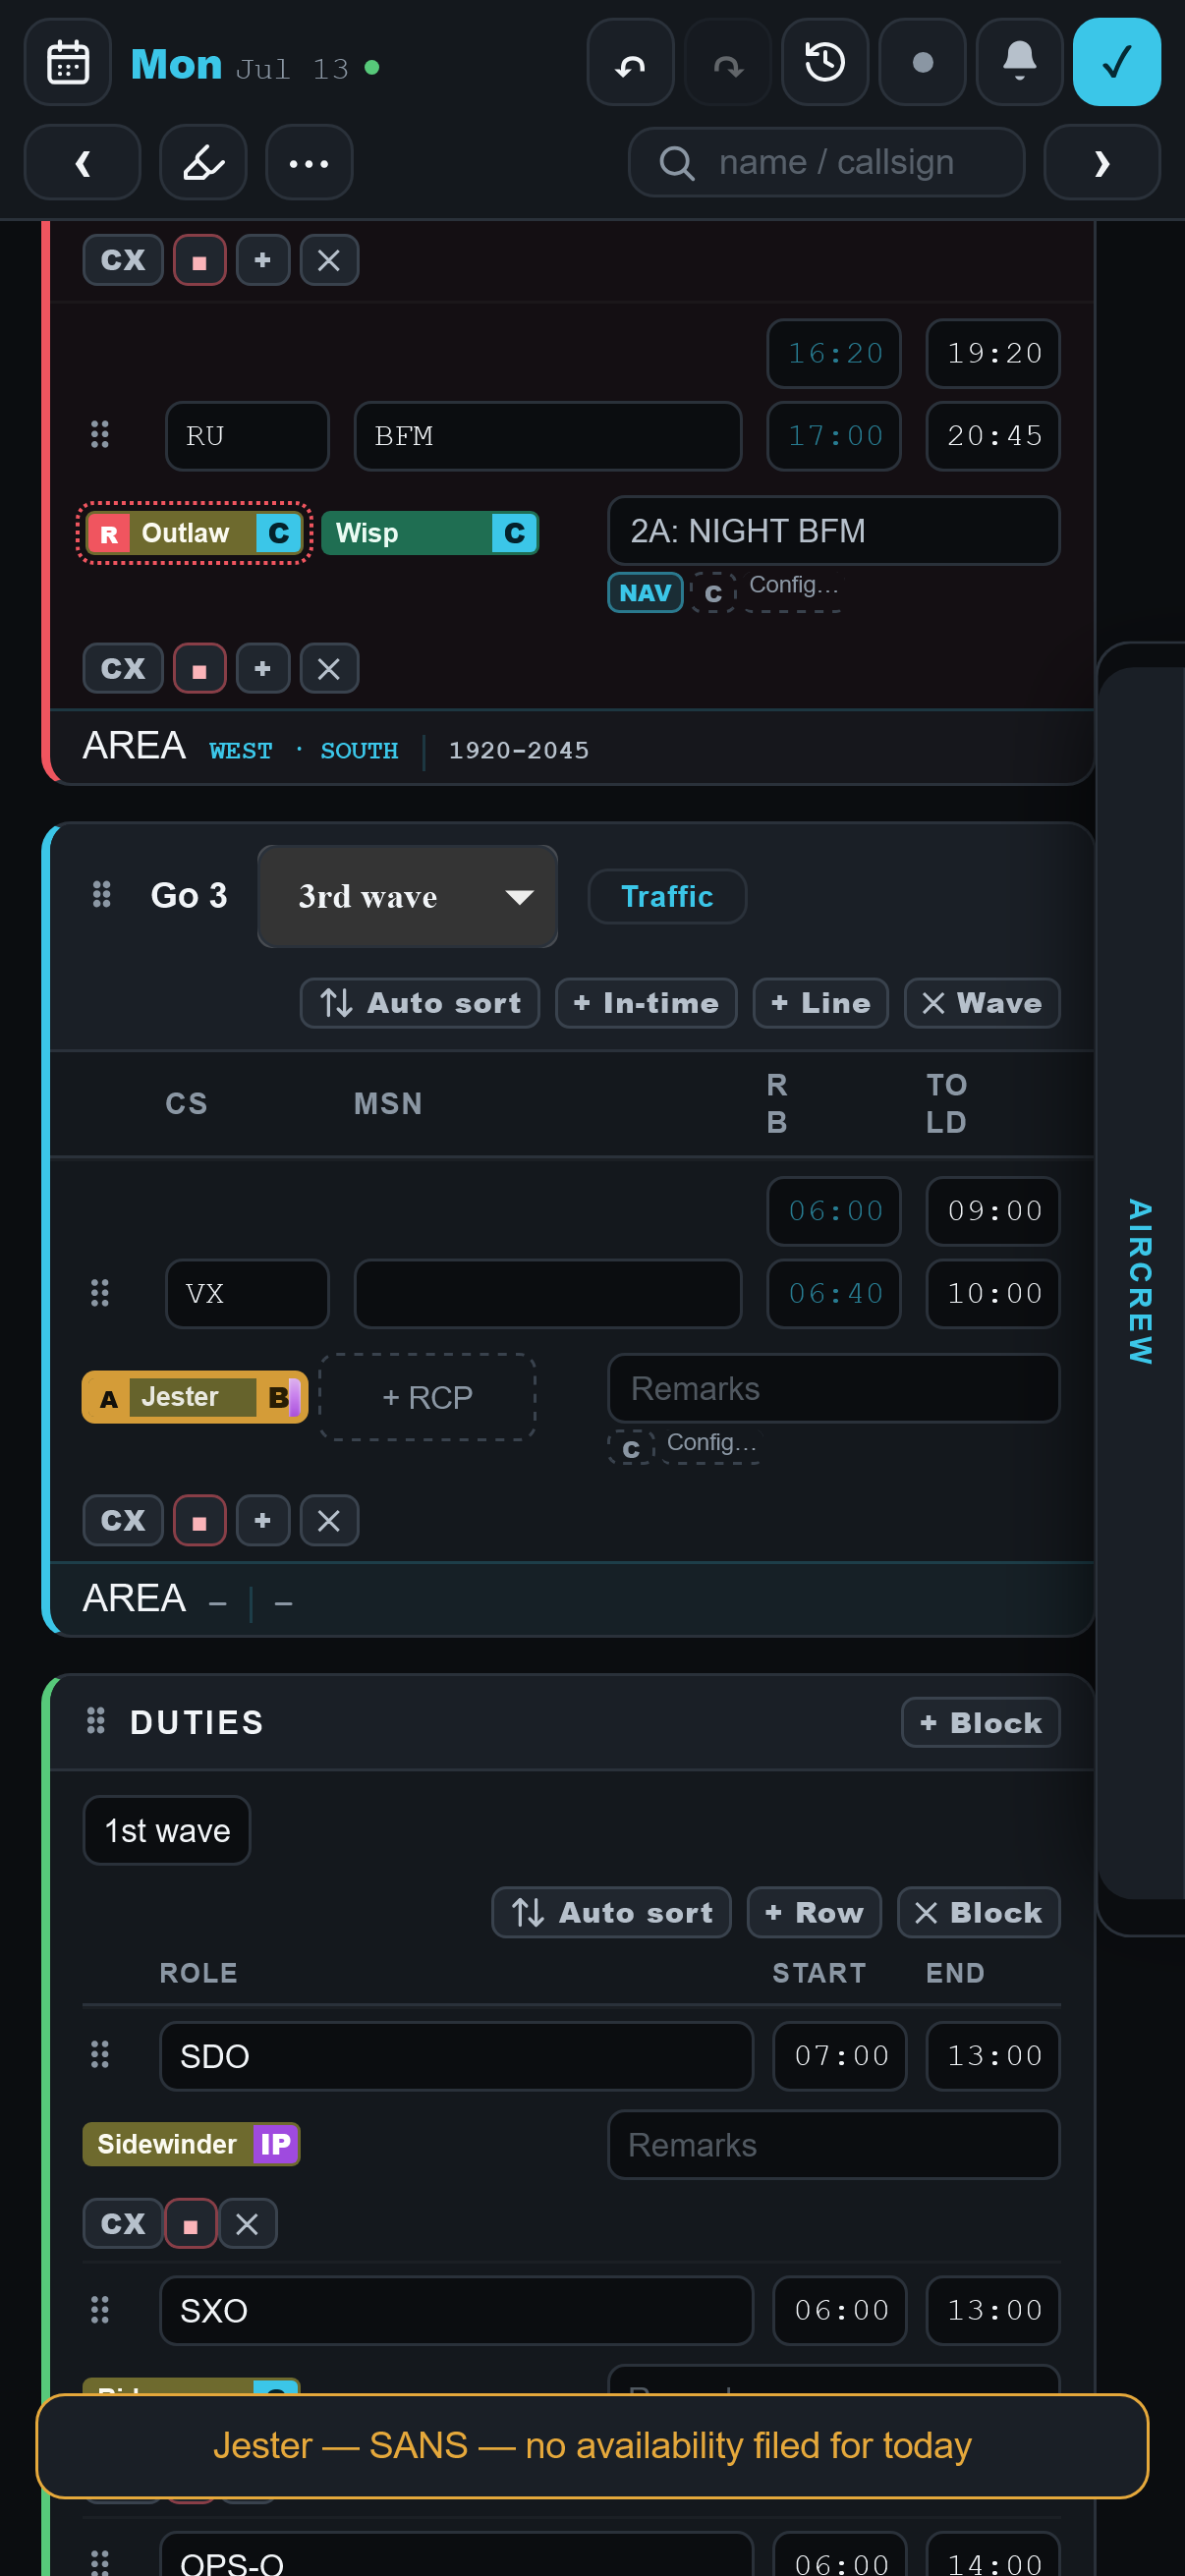 Mon Jul 13
name / callsign
CX + ×
16:20 19:20
RU BFM 17:00 20:45
R Outlaw C Wisp C 2A: NIGHT BFM
NAV C Config...
CX + ×
AREA WEST · SOUTH | 1920–2045
Go 3 3rd wave Traffic
Auto sort + In-time + Line × Wave
CS MSN R TO
B LD
06:00 09:00
VX 06:40 10:00
A Jester B + RCP Remarks
C Config...
CX + ×
AREA – | –
DUTIES + Block
1st wave
Auto sort + Row × Block
ROLE START END
SDO 07:00 13:00
Sidewinder IP Remarks
CX ×
SXO 06:00 13:00
Jester — SANS — no availability filed for today
OPS-O 06:00 14:00
AIRCREW